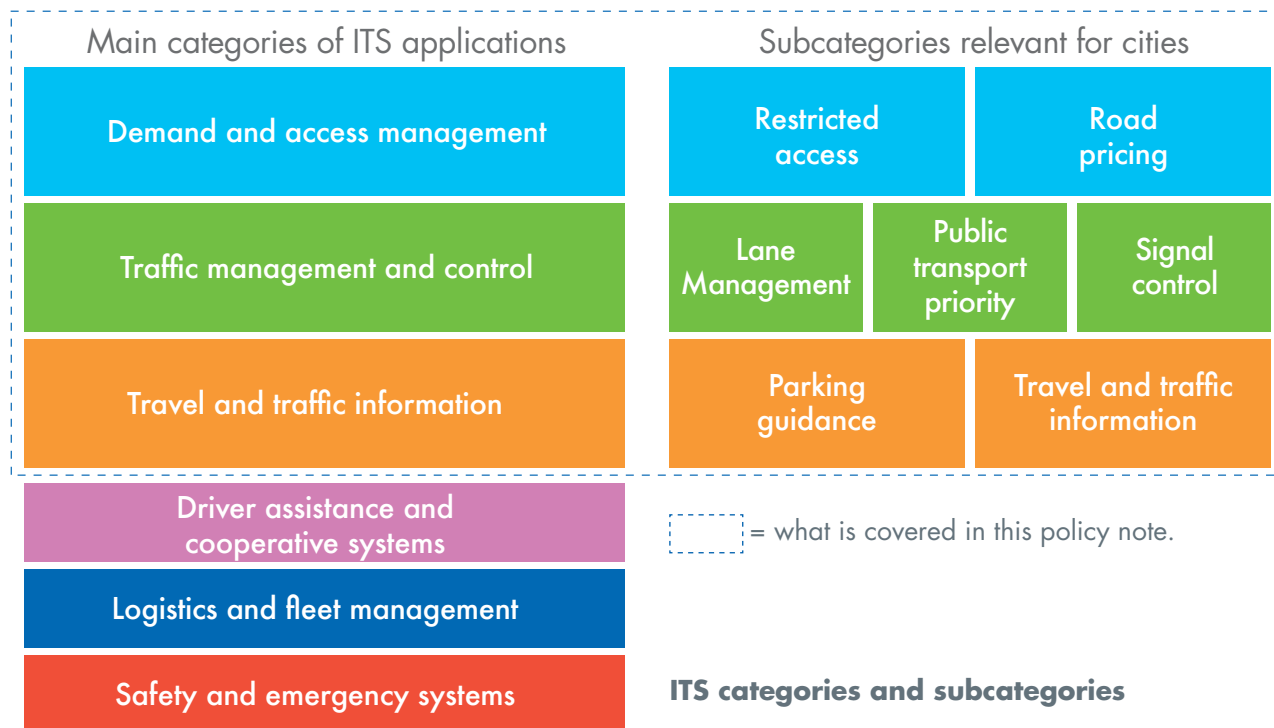 Main categories of ITS applications
Subcategories relevant for cities
Demand and access management
Restricted
access
Road
pricing
Traffic management and control
Lane
Management
Public
transport
priority
Signal
control
Travel and traffic information
Parking
guidance
Travel and traffic
information
Driver assistance and
cooperative systems
= what is covered in this policy note.
Logistics and fleet management
Safety and emergency systems
ITS categories and subcategories